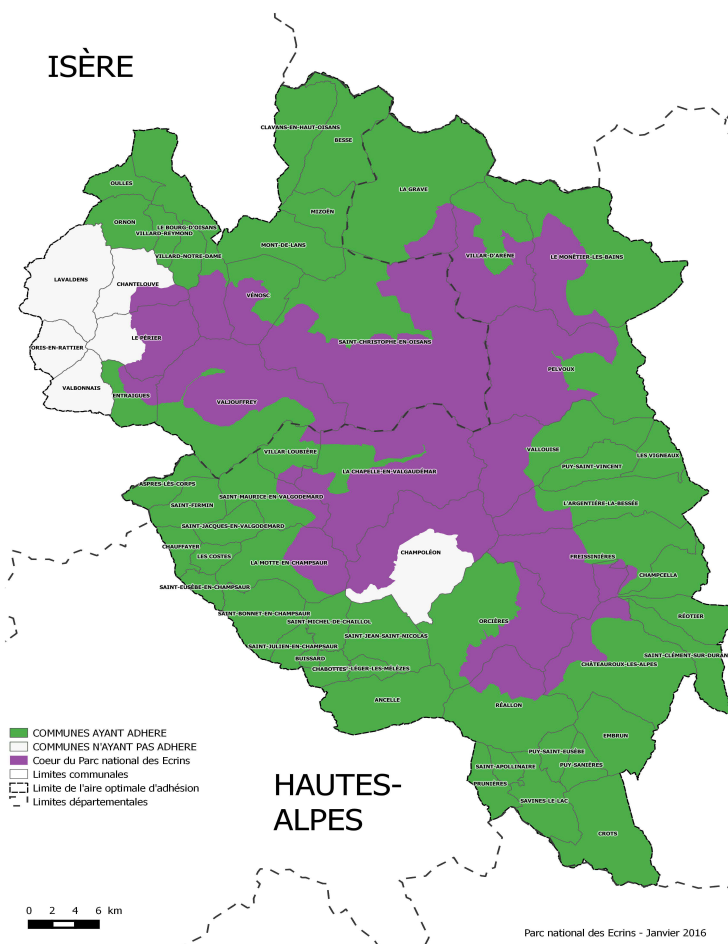 ISÈRE
CLAVANS-EN-HAUT-OISANS
BESSE
OULLES
LA GRAVE
MIZOËN
ORNON
LE BOURG-D'OISANS
VILLARD-REYMOND
MONT-DE-LANS
VILLARD-NOTRE-DAME
VILLAR-D'ARÈNE
LE MONÊTIER-LES-BAINS
LAVALDENS
CHANTELOUVE
VÉNOSC
LE PÉRIER
SAINT-CHRISTOPHE-EN-OISANS
ORIS-EN-RATTIER
PELVOUX
VALBONNAIS
ENTRAIGUES
VALJOUFFREY
VILLAR-LOUBIÈRE
VALLOUISE
LES VIGNEAUX
PUY-SAINT-VINCENT
LA CHAPELLE-EN-VALGAUDÉMAR
ASPRES-LÈS-CORPS
SAINT-MAURICE-EN-VALGODEMARD
SAINT-FIRMIN
L'ARGENTIÈRE-LA-BESSÉE
SAINT-JACQUES-EN-VALGODEMARD
CHAUFFAYER
LES COSTES
CHAMPOLÉON
FREISSINIÈRES
LA MOTTE-EN-CHAMPSAUR
CHAMPCELLA
SAINT-EUSÈBE-EN-CHAMPSAUR
SAINT-BONNET-EN-CHAMPSAUR
SAINT-MICHEL-DE-CHAILLOL
ORCIÈRES
RÉOTIER
SAINT-JEAN-SAINT-NICOLAS
SAINT-JULIEN-EN-CHAMPSAUR
SAINT-CLÉMENT-SUR-DURAN
BUISSARD
CHÂTEAUROUX-LES-ALPES
CHABOTTES
-LÉGER-LES-MÉLÈZES
ANCELLE
RÉALLON
EMBRUN
PUY-SAINT-EUSÈBE
SAINT-APOLLINAIRE
PUY-SANIÈRES
PRUNIÈRES
SAVINES-LE-LAC
CROTS
COMMUNES AYANT ADHERE
COMMUNES N'AYANT PAS ADHERE
Coeur du Parc national des Ecrins
Limites communales
Limite de l'aire optimale d'adhésion
Limites départementales
HAUTES-
ALPES
0 2 4 6 km
Parc national des Ecrins - Janvier 2016